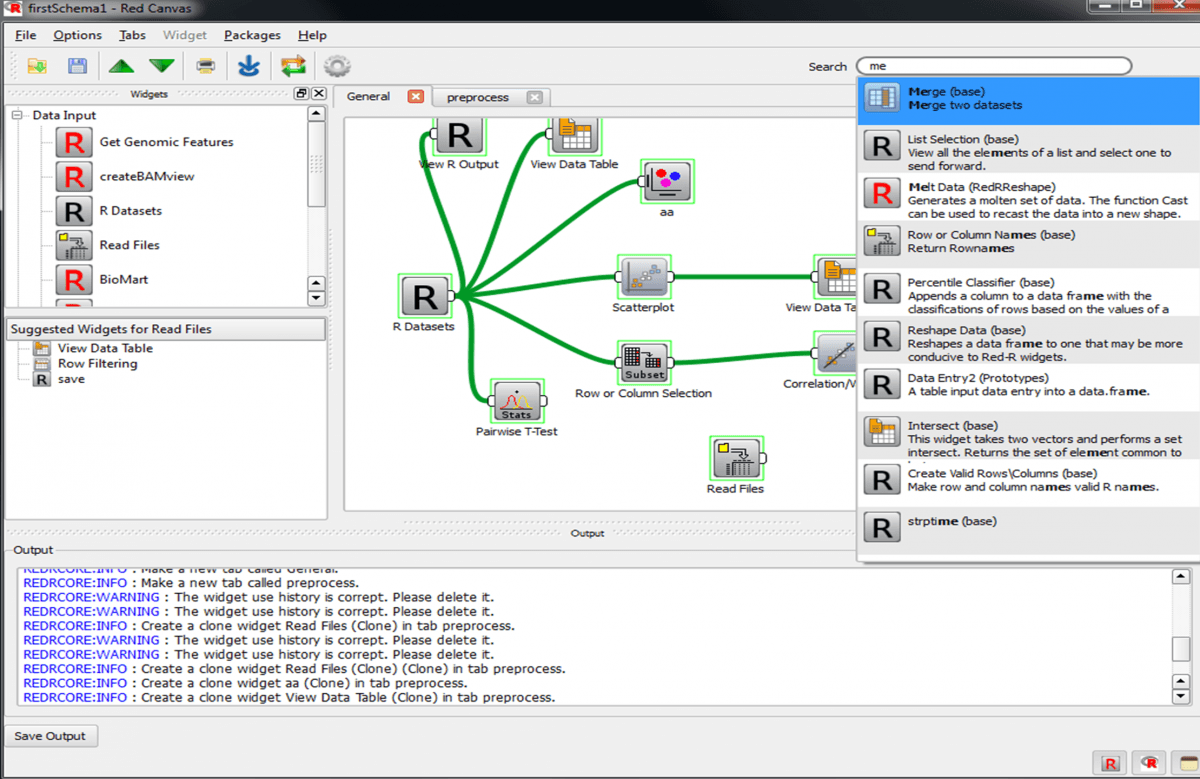 firstSchema1 - Red Canvas
File Options Tabs Widget Packages Help
Search me
Widgets
Data Input
Get Genomic Features
createBAMview
R Datasets
Read Files
BioMart
Suggested Widgets for Read Files
View Data Table
Row Filtering
save
General
preprocess
View R Output
View Data Table
aa
R Datasets
Scatterplot
View Data Ta
Subset
Row or Column Selection
Correlation/V
Stats
Pairwise T-Test
Read Files
Merge (base)
Merge two datasets
List Selection (base)
View all the elements of a list and select one to
send forward.
Melt Data (RedRReshape)
Generates a molten set of data. The function Cast
can be used to recast the data into a new shape.
Row or Column Names (base)
Return Rownames
Percentile Classifier (base)
Appends a column to a data frame with the
classifications of rows based on the values of a
Reshape Data (base)
Reshapes a data frame to one that may be more
conducive to Red-R widgets.
Data Entry2 (Prototypes)
A table input data entry into a data.frame.
Intersect (base)
This widget takes two vectors and performs a set
intersect. Returns the set of element common to
Create Valid Rows\Columns (base)
Make row and column names valid R names.
strptime (base)
Output
Output
REDRCORE:INFO : Make a new tab called General.
REDRCORE:INFO : Make a new tab called preprocess.
REDRCORE:WARNING : The widget use history is corrept. Please delete it.
REDRCORE:WARNING : The widget use history is corrept. Please delete it.
REDRCORE:INFO : Create a clone widget Read Files (Clone) in tab preprocess.
REDRCORE:WARNING : The widget use history is corrept. Please delete it.
REDRCORE:WARNING : The widget use history is corrept. Please delete it.
REDRCORE:INFO : Create a clone widget Read Files (Clone) (Clone) in tab preprocess.
REDRCORE:INFO : Create a clone widget aa (Clone) in tab preprocess.
REDRCORE:INFO : Create a clone widget View Data Table (Clone) in tab preprocess.
Save Output